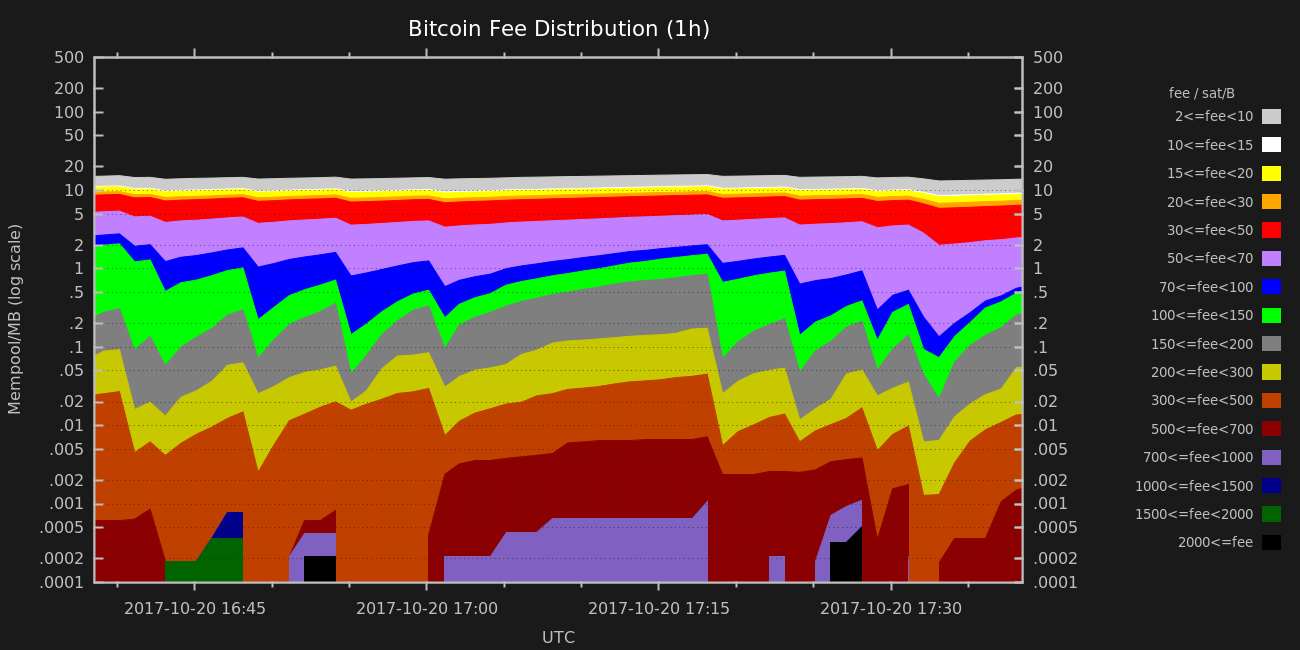 Bitcoin Fee Distribution (1h)
500
200
100
50
20
10
5
2
1
.5
.2
.1
.05
.02
.01
.005
.002
.001
.0005
.0002
.0001
Mempool/MB (log scale)
500
200
100
50
20
10
5
2
1
.5
.2
.1
.05
.02
.01
.005
.002
.001
.0005
.0002
.0001
2017-10-20 16:45
2017-10-20 17:00
2017-10-20 17:15
2017-10-20 17:30
UTC
fee / sat/B
2<=fee<10
10<=fee<15
15<=fee<20
20<=fee<30
30<=fee<50
50<=fee<70
70<=fee<100
100<=fee<150
150<=fee<200
200<=fee<300
300<=fee<500
500<=fee<700
700<=fee<1000
1000<=fee<1500
1500<=fee<2000
2000<=fee